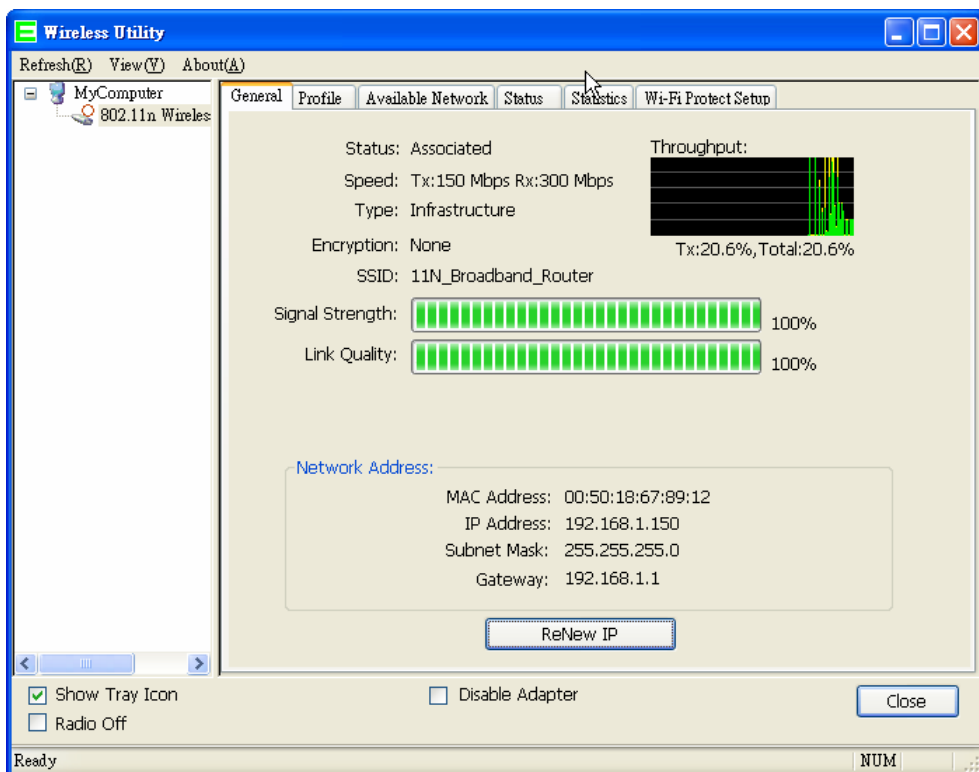 Wireless Utility
Refresh(R) View(V) About(A)
MyComputer
802.11n Wireles
General Profile Available Network Status Statistics Wi-Fi Protect Setup
Status: Associated
Speed: Tx:150 Mbps Rx:300 Mbps
Type: Infrastructure
Encryption: None
SSID: 11N_Broadband_Router
Throughput:
Tx:20.6%,Total:20.6%
Signal Strength: 100%
Link Quality: 100%
Network Address:
MAC Address: 00:50:18:67:89:12
IP Address: 192.168.1.150
Subnet Mask: 255.255.255.0
Gateway: 192.168.1.1
ReNew IP
Show Tray Icon
Radio Off
Disable Adapter
Close
Ready
NUM